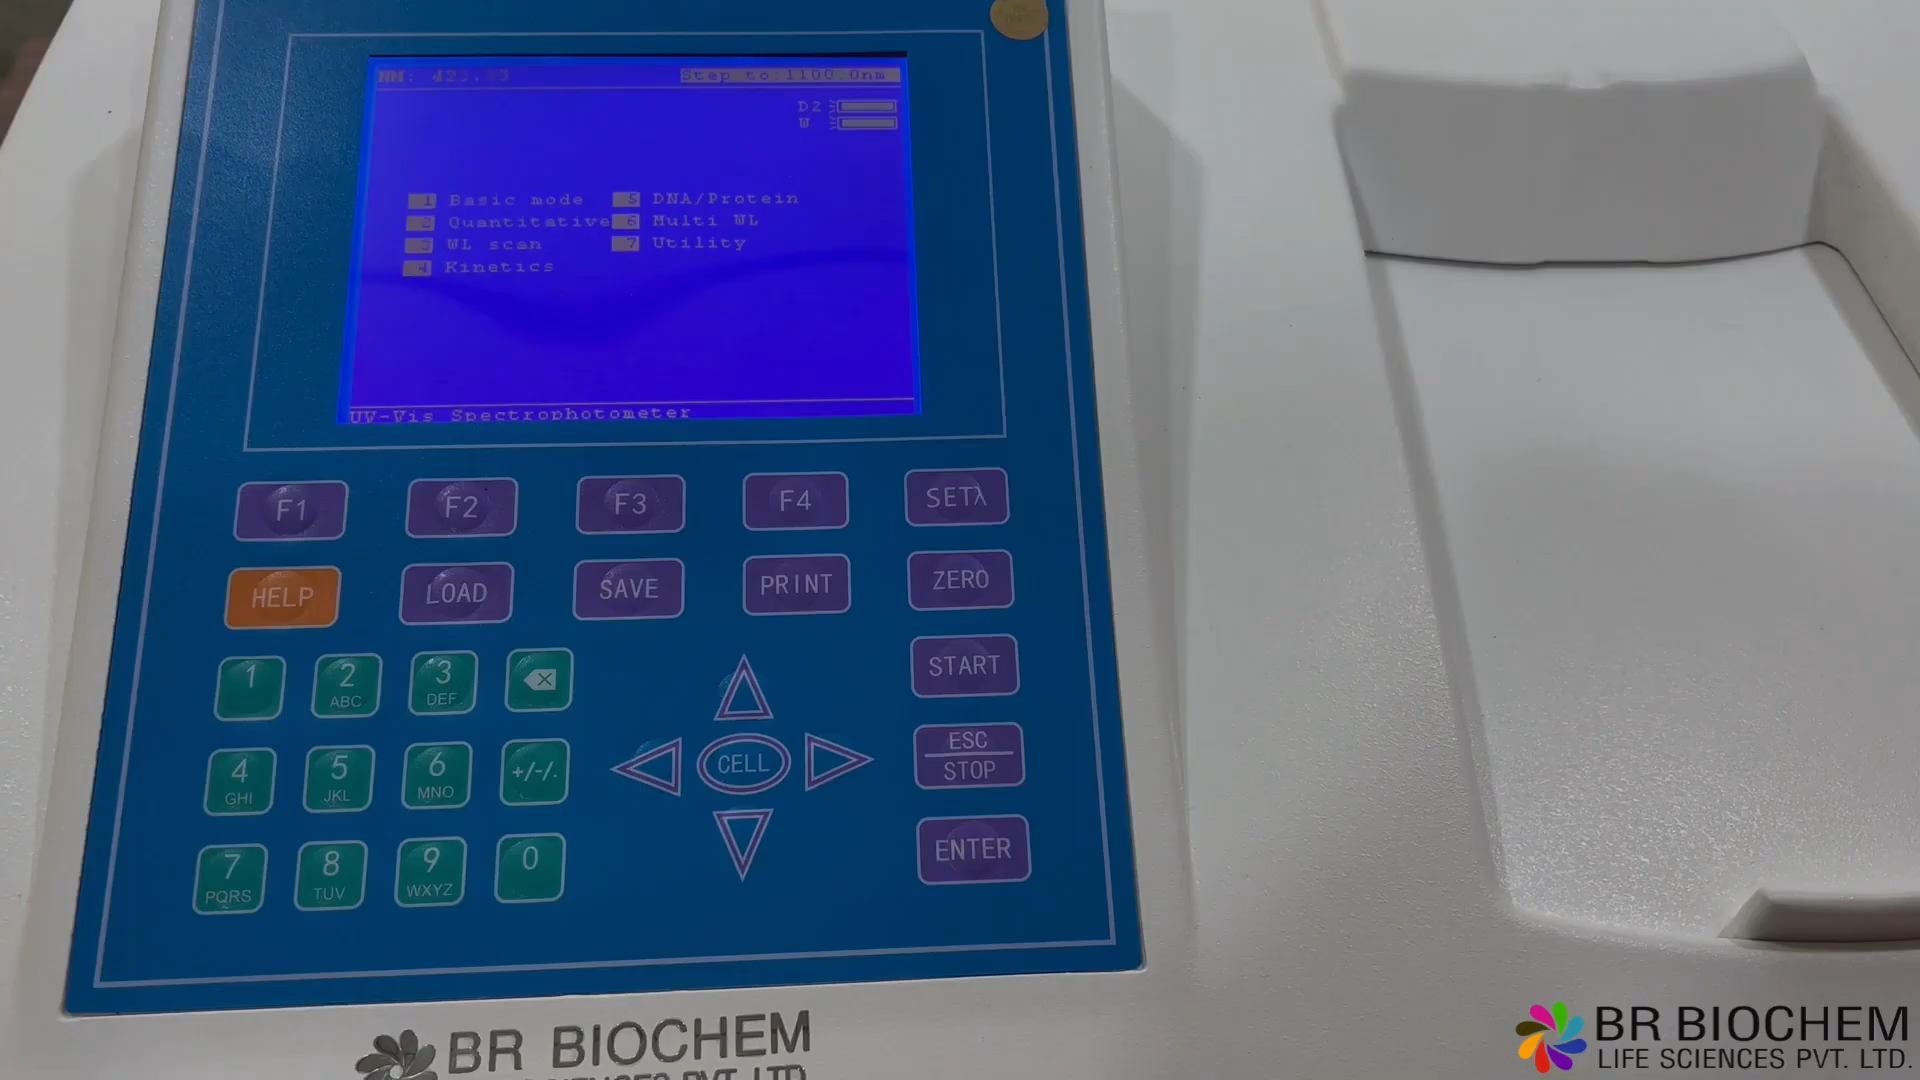 NM:
Step to:1100.0nm
D2
W
1 Basic mode 5 DNA/Protein
2 Quantitative 6 Multi WL
3 WL scan 7 Utility
4 Kinetics
UV-Vis Spectrophotometer
F1 F2 F3 F4 SETλ
HELP LOAD SAVE PRINT ZERO
1 2 ABC 3 DEF
START
4 GHI 5 JKL 6 MNO +/-/.
CELL
ESC
STOP
7 PQRS 8 TUV 9 WXYZ 0
ENTER
BR BIOCHEM
PVT. LTD.
BR BIOCHEM
LIFE SCIENCES PVT. LTD.